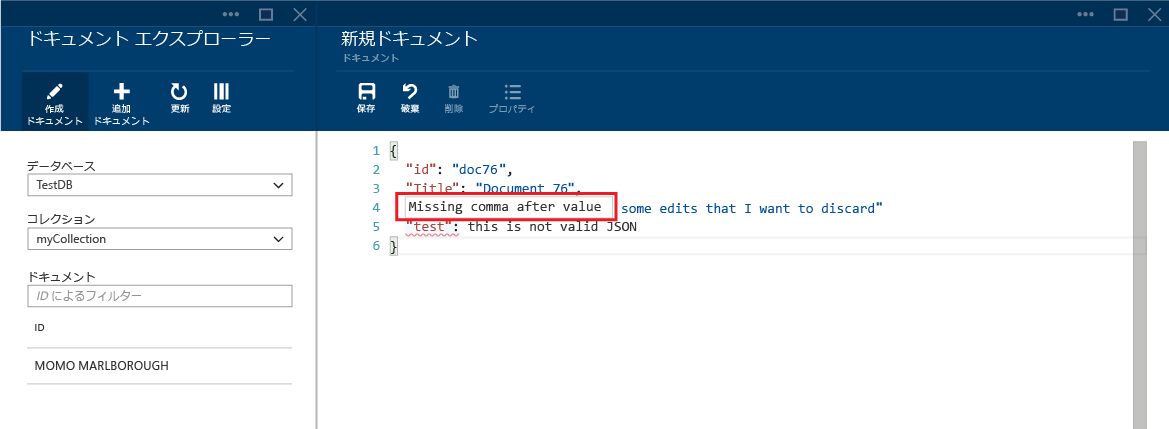 ドキュメント エクスプローラー
作成
ドキュメント
追加
ドキュメント
更新
設定
データベース
TestDB
コレクション
myCollection
ドキュメント
ID によるフィルター
ID
MOMO MARLBOROUGH
新規ドキュメント
ドキュメント
保存
破棄
削除
プロパティ
1 {
2 "id": "doc76",
3 "Title": "Document 76",
4 Missing comma after value some edits that I want to discard"
5 "test": this is not valid JSON
6 }